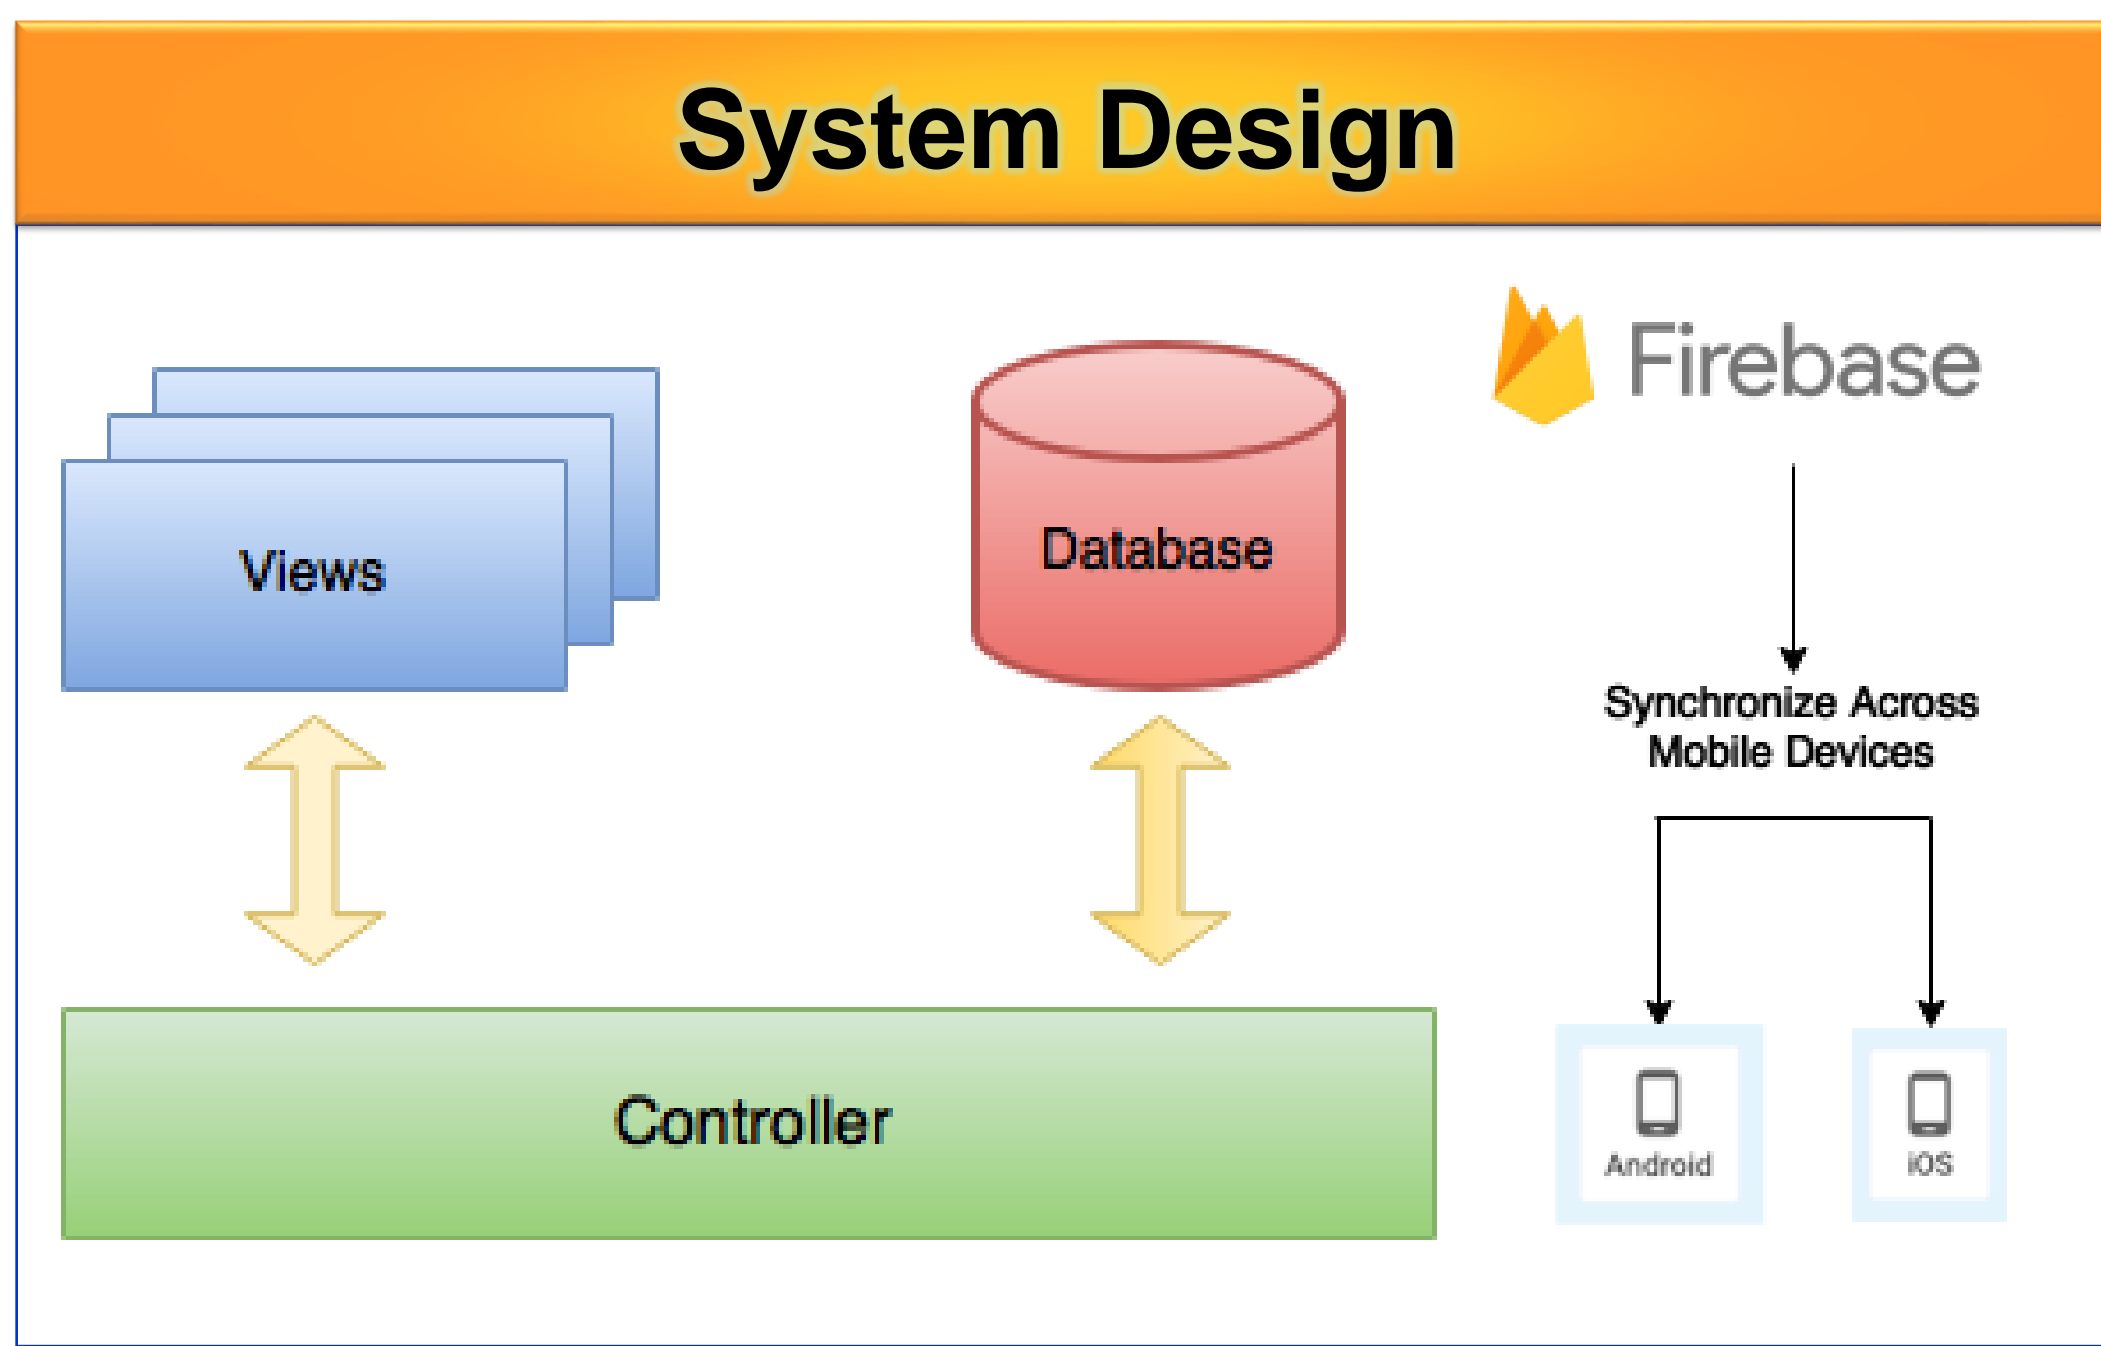 System Design
Firebase
Views
Database
Synchronize Across
Mobile Devices
Controller
Android
iOS